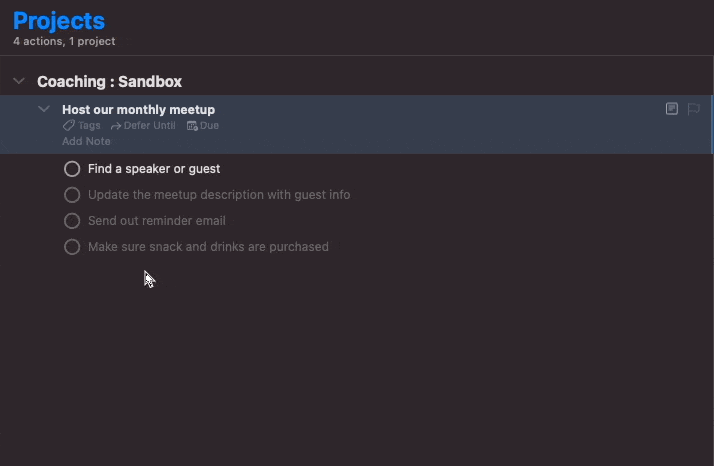 Projects
4 actions, 1 project
Coaching : Sandbox
Host our monthly meetup
Tags Defer Until Due
Add Note
Find a speaker or guest
Update the meetup description with guest info
Send out reminder email
Make sure snack and drinks are purchased